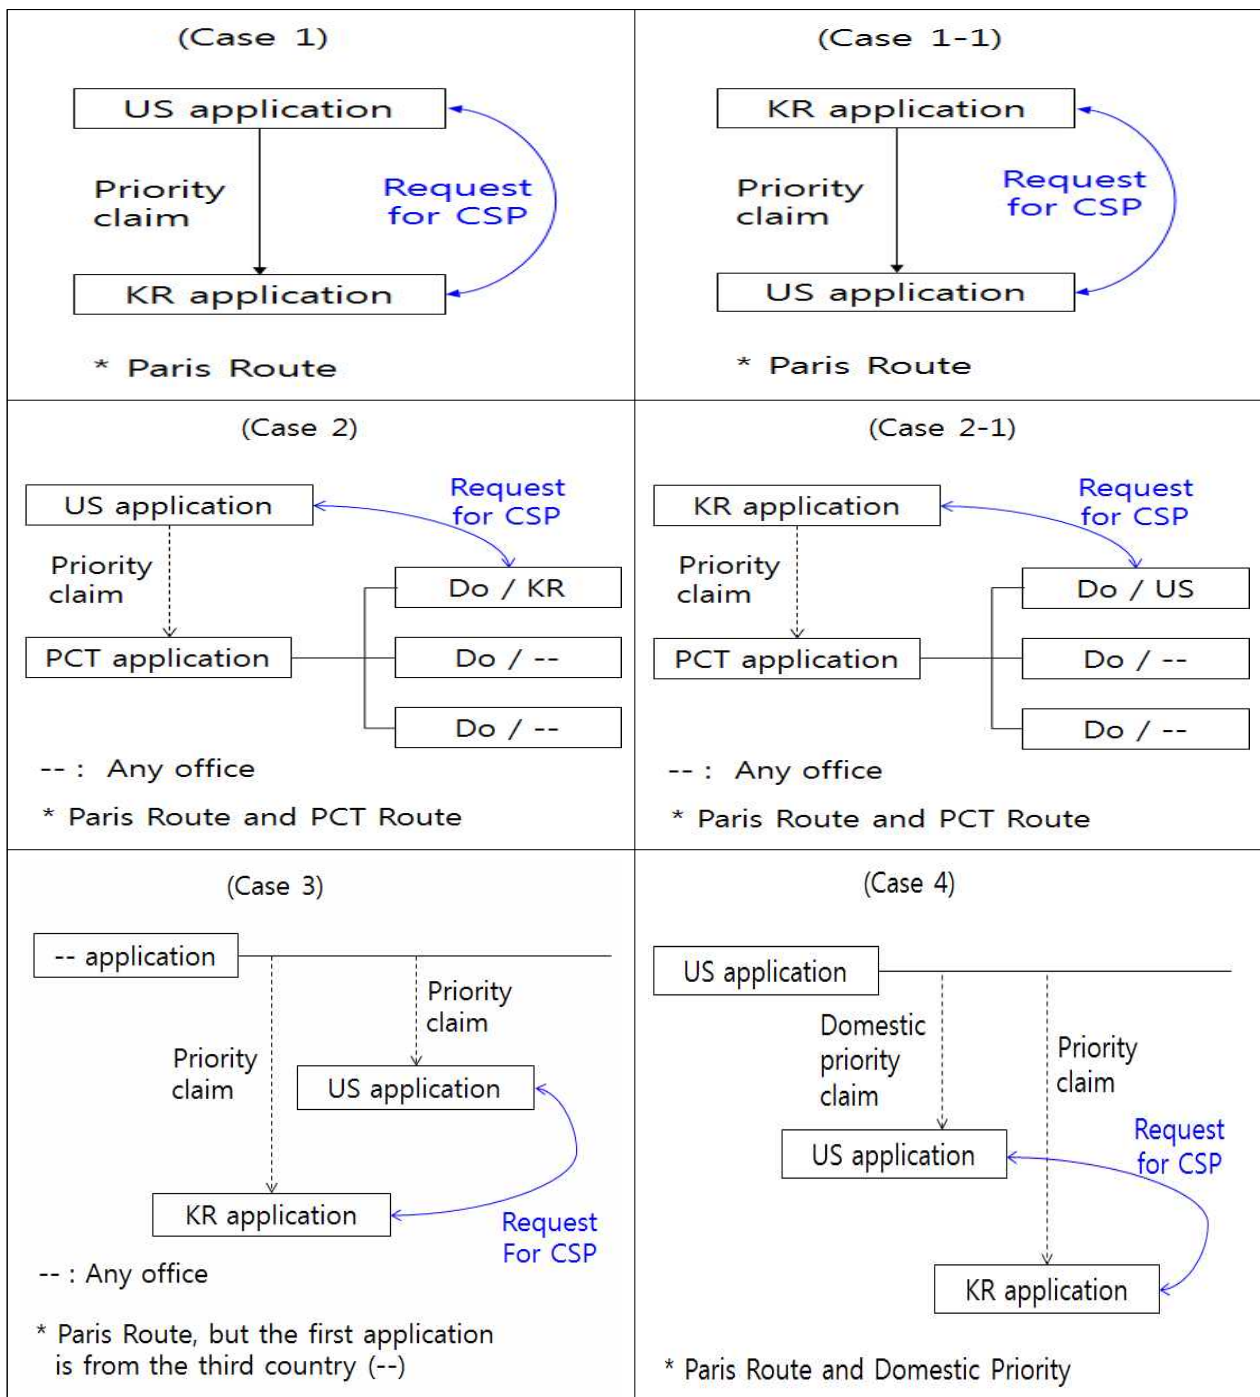 (Case 1)
US application
Priority
claim
Request
for CSP
KR application
* Paris Route
(Case 1-1)
KR application
Priority
claim
Request
for CSP
US application
* Paris Route
(Case 2)
US application
Request
for CSP
Priority
claim
Do / KR
PCT application
Do / --
Do / --
-- : Any office
* Paris Route and PCT Route
(Case 2-1)
KR application
Request
for CSP
Priority
claim
Do / US
PCT application
Do / --
Do / --
-- : Any office
* Paris Route and PCT Route
(Case 3)
-- application
Priority
claim
Priority
claim
US application
KR application
Request
For CSP
-- : Any office
* Paris Route, but the first application
is from the third country (--)
(Case 4)
US application
Domestic
priority
claim
Priority
claim
US application
Request
for CSP
KR application
* Paris Route and Domestic Priority